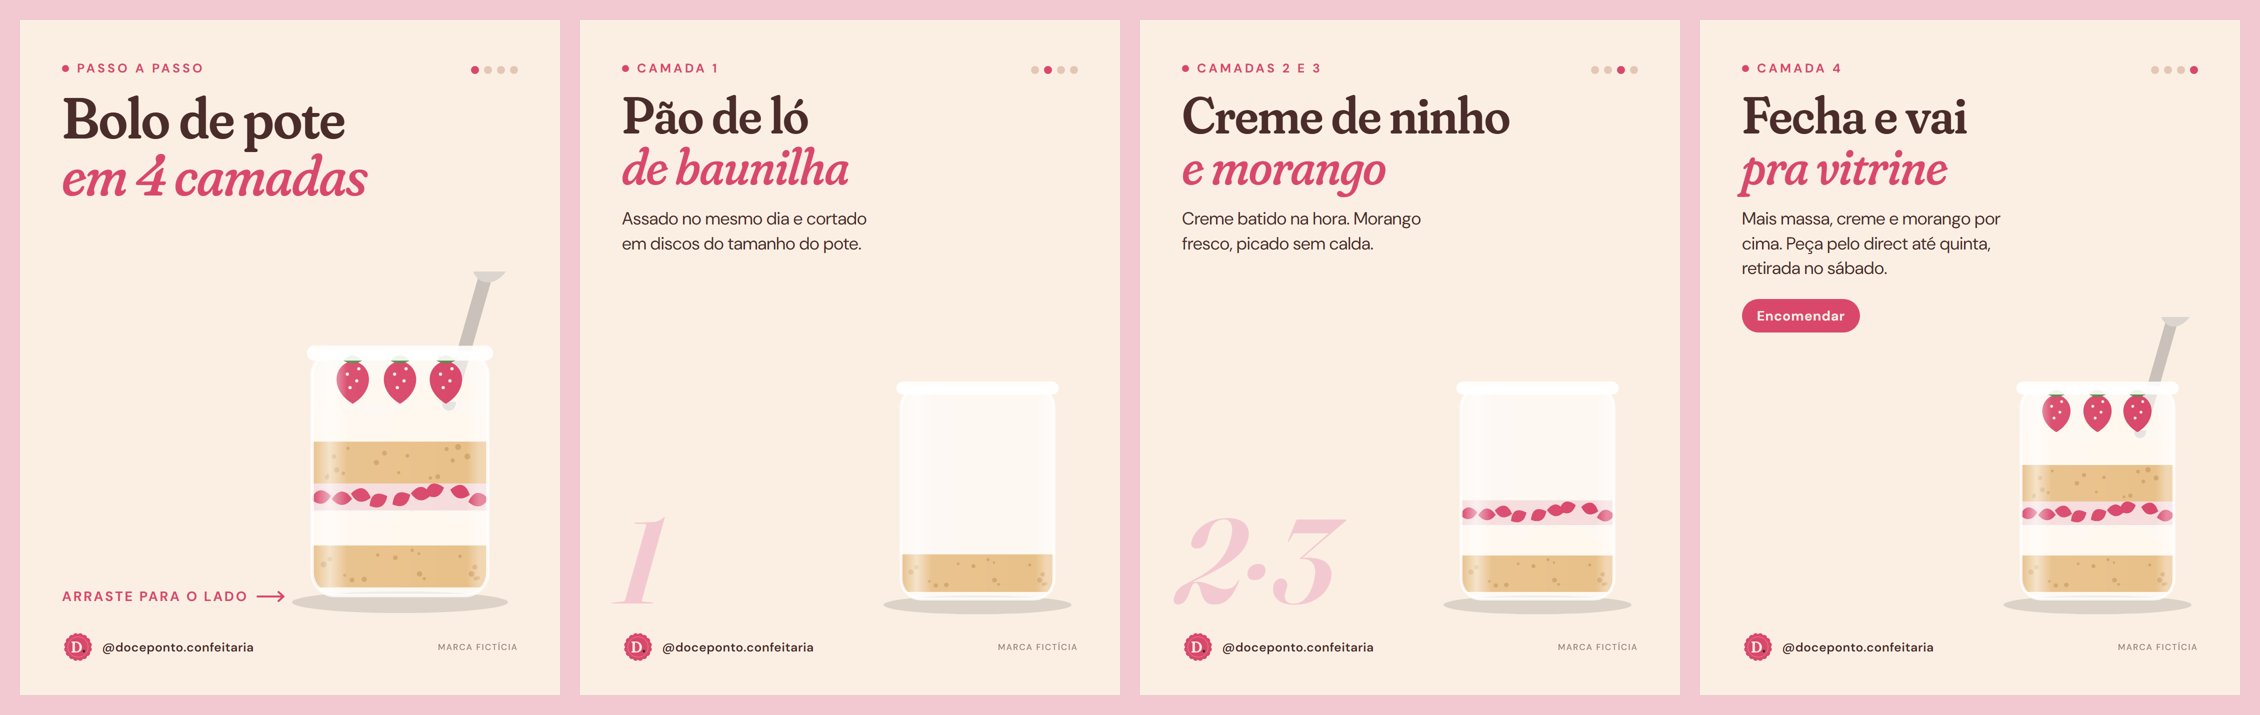 PASSO A PASSO
Bolo de pote
em 4 camadas
ARRASTE PARA O LADO
D.
@doceponto.confeitaria
MARCA FICTÍCIA
CAMADA 1
Pão de ló
de baunilha
Assado no mesmo dia e cortado
em discos do tamanho do pote.
1
D.
@doceponto.confeitaria
MARCA FICTÍCIA
CAMADAS 2 E 3
Creme de ninho
e morango
Creme batido na hora. Morango
fresco, picado sem calda.
2·3
D.
@doceponto.confeitaria
MARCA FICTÍCIA
CAMADA 4
Fecha e vai
pra vitrine
Mais massa, creme e morango por
cima. Peça pelo direct até quinta,
retirada no sábado.
Encomendar
D.
@doceponto.confeitaria
MARCA FICTÍCIA